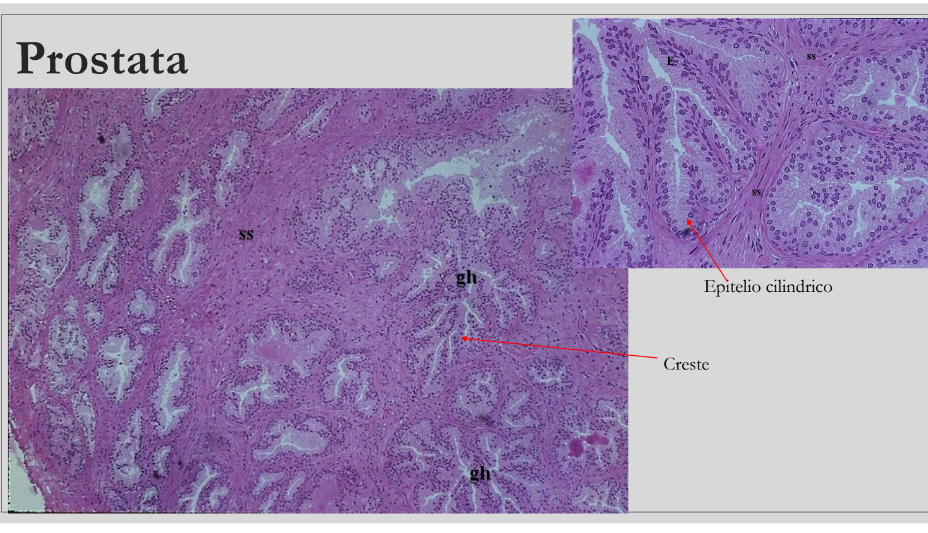 Prostata
E
ss
ss
ss
gh
Epitelio cilindrico
Creste
gh